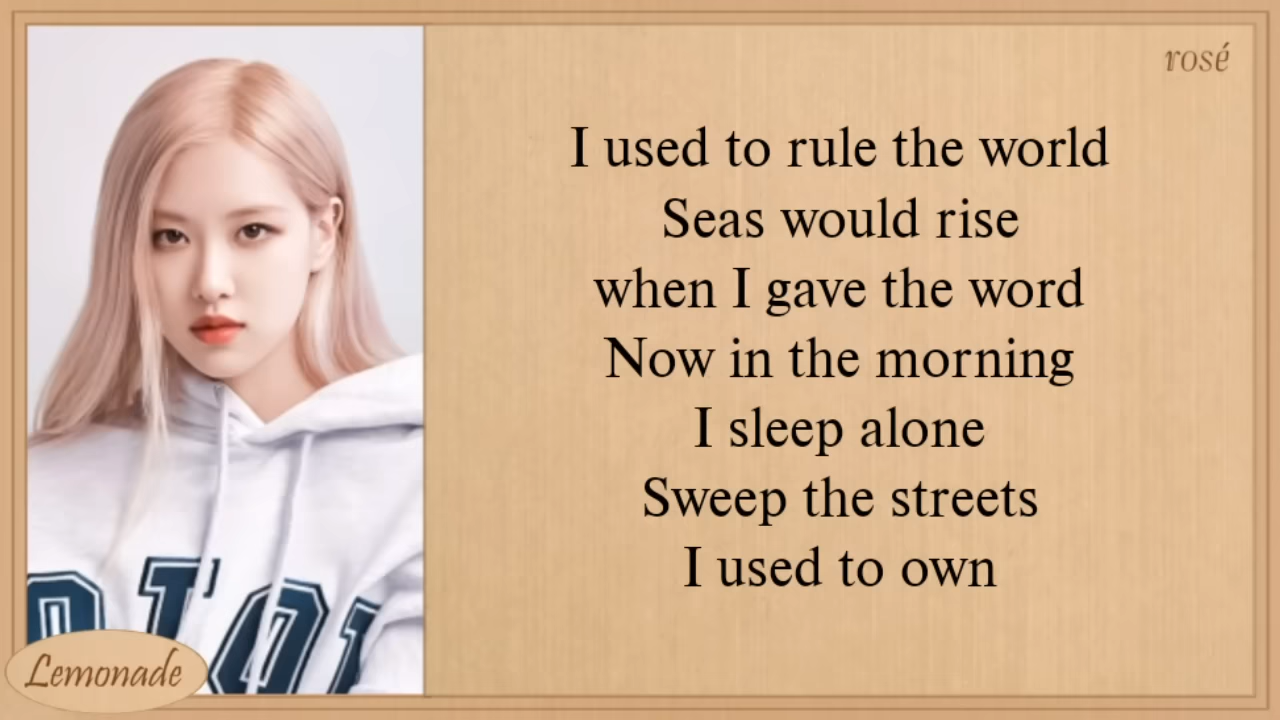 rosé
I used to rule the world
Seas would rise
when I gave the word
Now in the morning
I sleep alone
Sweep the streets
I used to own
Lemonade